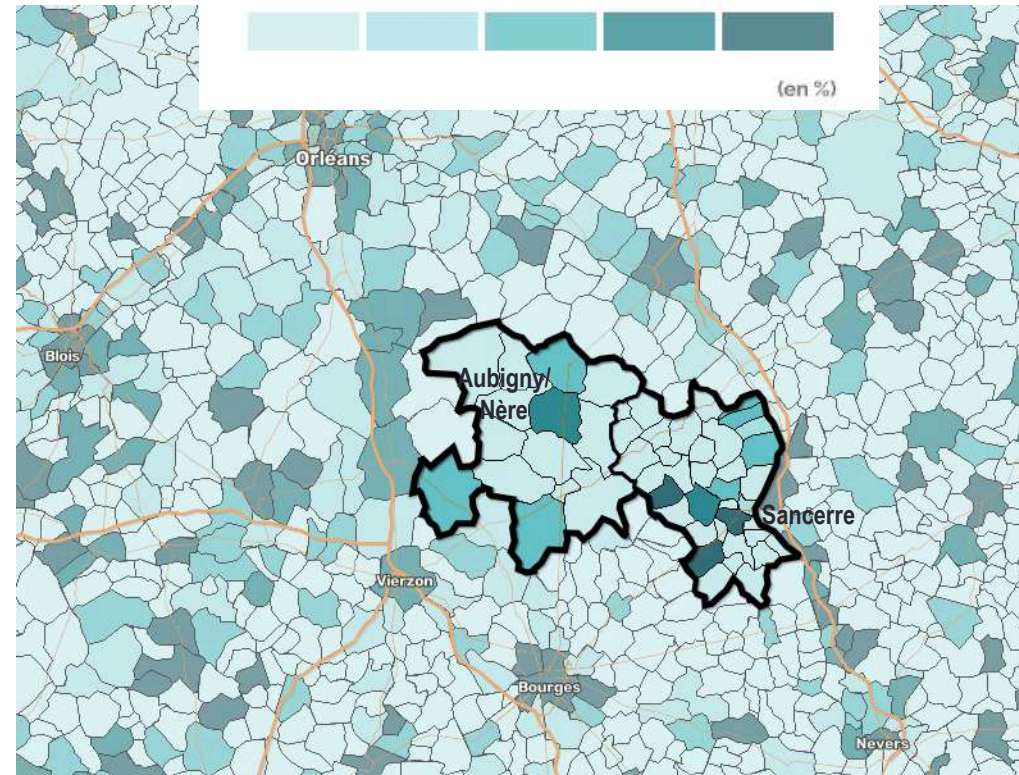 (en %)
Orléans
Blois
Aubigny/
Nère
Sancerre
Vierzon
Bourges
Nevers